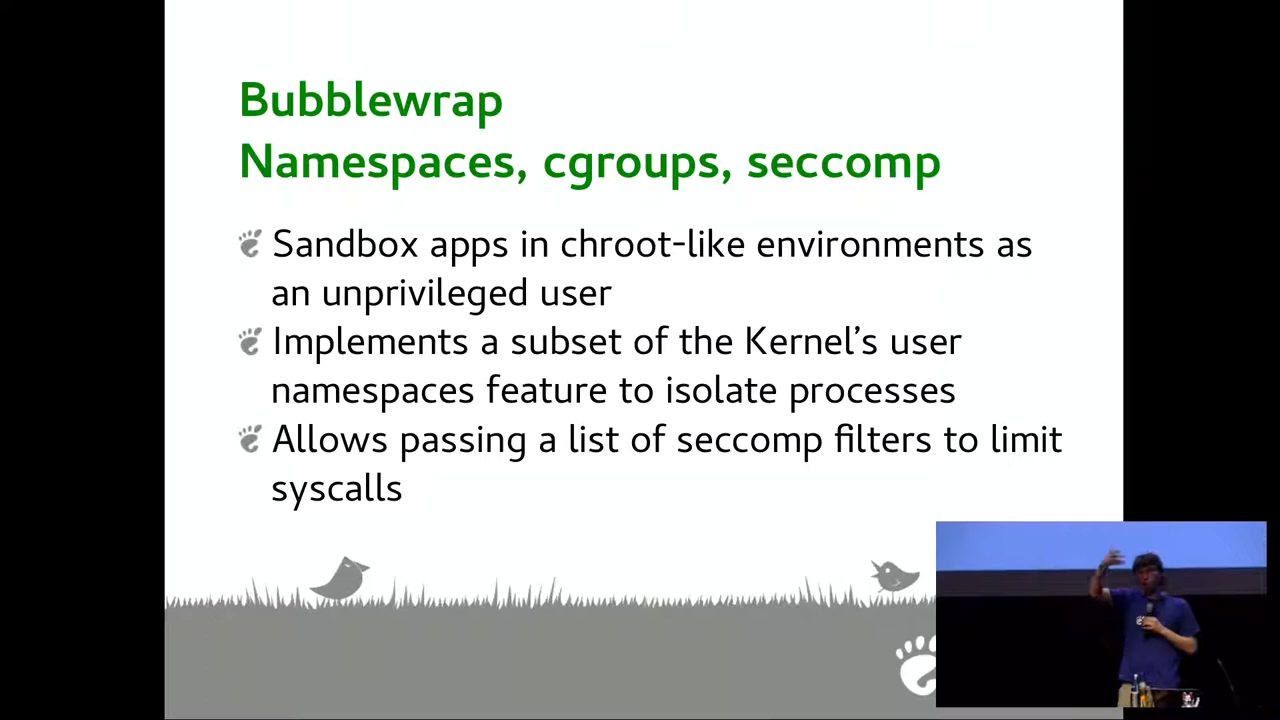 Bubblewrap
Namespaces, cgroups, seccomp
Sandbox apps in chroot-like environments as
an unprivileged user
Implements a subset of the Kernel’s user
namespaces feature to isolate processes
Allows passing a list of seccomp filters to limit
syscalls